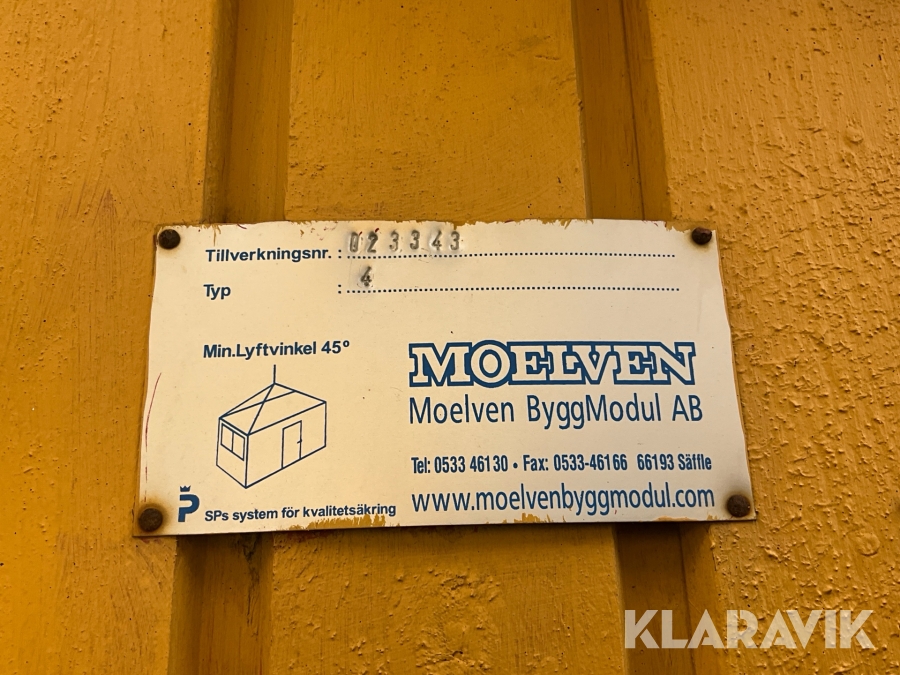 Tillverkningsnr. : 023343
Typ : 4
Min.Lyftvinkel 45°
MOELVEN
Moelven ByggModul AB
Tel: 0533 46130 • Fax: 0533-46166 66193 Säffle
www.moelvenbyggmodul.com
P SPs system för kvalitetsäkring
KLARAVIK